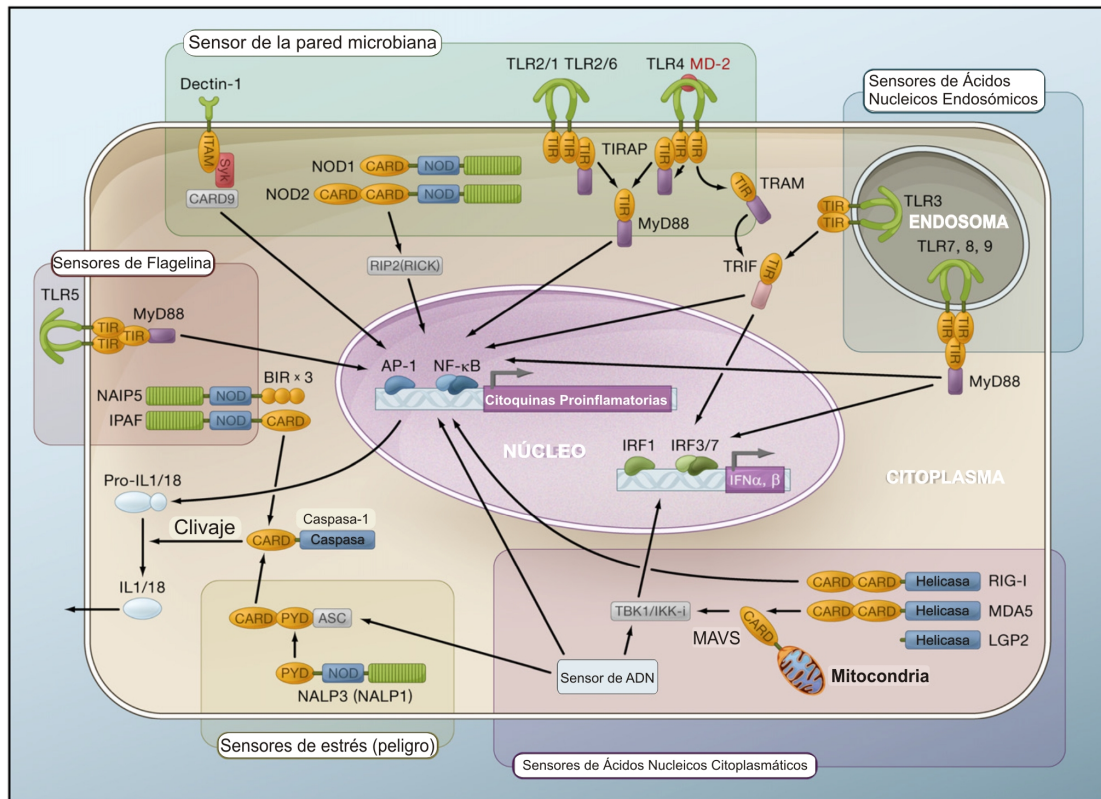 Sensor de la pared microbiana
Dectin-1
ITAM
Syk
CARD9
NOD1
CARD
NOD
NOD2
CARD
CARD
NOD
RIP2(RICK)
TLR2/1 TLR2/6
TIR
TIR
TIR
TIRAP
TLR4 MD-2
TIR
TIR
TIR
TIR
MyD88
TIR
TRAM
TRIF
TIR
Sensores de Ácidos
Nucleicos Endosómicos
TIR
TIR
TLR3
ENDOSOMA
TLR7, 8, 9
TIR
TIR
TIR
MyD88
Sensores de Flagelina
TLR5
MyD88
TIR
TIR
TIR
BIR x 3
NAIP5
NOD
IPAF
NOD
CARD
AP-1
NF-κB
Citoquinas Proinflamatorias
NÚCLEO
IRF1
IRF3/7
IFNα, β
CITOPLASMA
Pro-IL1/18
Clivaje
Caspasa-1
CARD
Caspasa
IL1/18
CARD
PYD
ASC
PYD
NOD
NALP3 (NALP1)
Sensores de estrés (peligro)
Sensor de ADN
TBK1/IKK-i
MAVS
CARD
Mitocondria
CARD
CARD
Helicasa
RIG-I
CARD
CARD
Helicasa
MDA5
Helicasa
LGP2
Sensores de Ácidos Nucleicos Citoplasmáticos